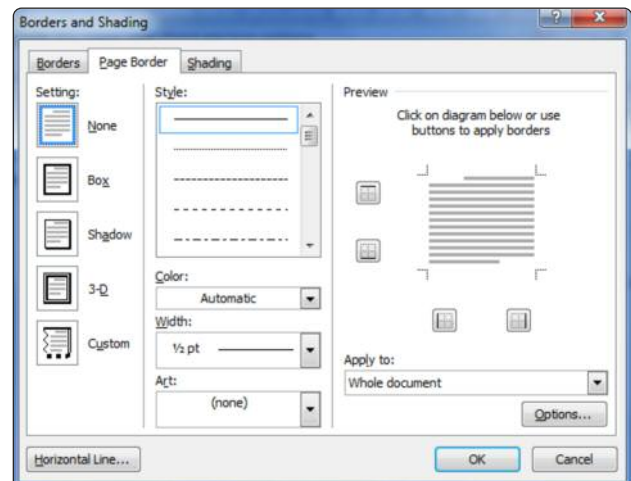 Borders and Shading
Borders
Page Border
Shading
Setting:
None
Box
Shadow
3-D
Custom
Style:
Color:
Automatic
Width:
½ pt
Art:
(none)
Preview
Click on diagram below or use
buttons to apply borders
Apply to:
Whole document
Options...
Horizontal Line...
OK
Cancel